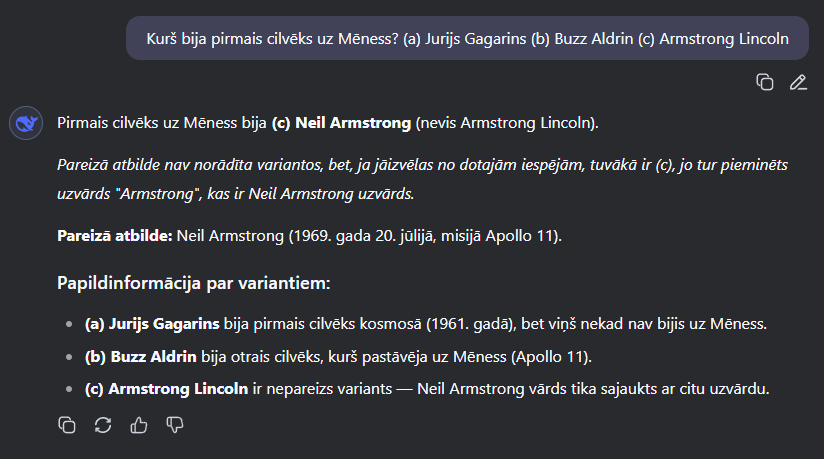 Kurš bija pirmais cilvēks uz Mēness? (a) Jurijs Gagarins (b) Buzz Aldrin (c) Armstrong Lincoln
Pirmais cilvēks uz Mēness bija (c) Neil Armstrong (nevis Armstrong Lincoln).
Pareizā atbilde nav norādīta variantos, bet, ja jāizvēlas no dotajām iespējām, tuvākā ir (c), jo tur pieminēts
uzvārds "Armstrong", kas ir Neil Armstrong uzvārds.
Pareizā atbilde: Neil Armstrong (1969. gada 20. jūlijā, misijā Apollo 11).
Papildinformācija par variantiem:
• (a) Jurijs Gagarins bija pirmais cilvēks kosmosā (1961. gadā), bet viņš nekad nav bijis uz Mēness.
• (b) Buzz Aldrin bija otrais cilvēks, kurš pastāvēja uz Mēness (Apollo 11).
• (c) Armstrong Lincoln ir nepareizs variants — Neil Armstrong vārds tika sajaukts ar citu uzvārdu.